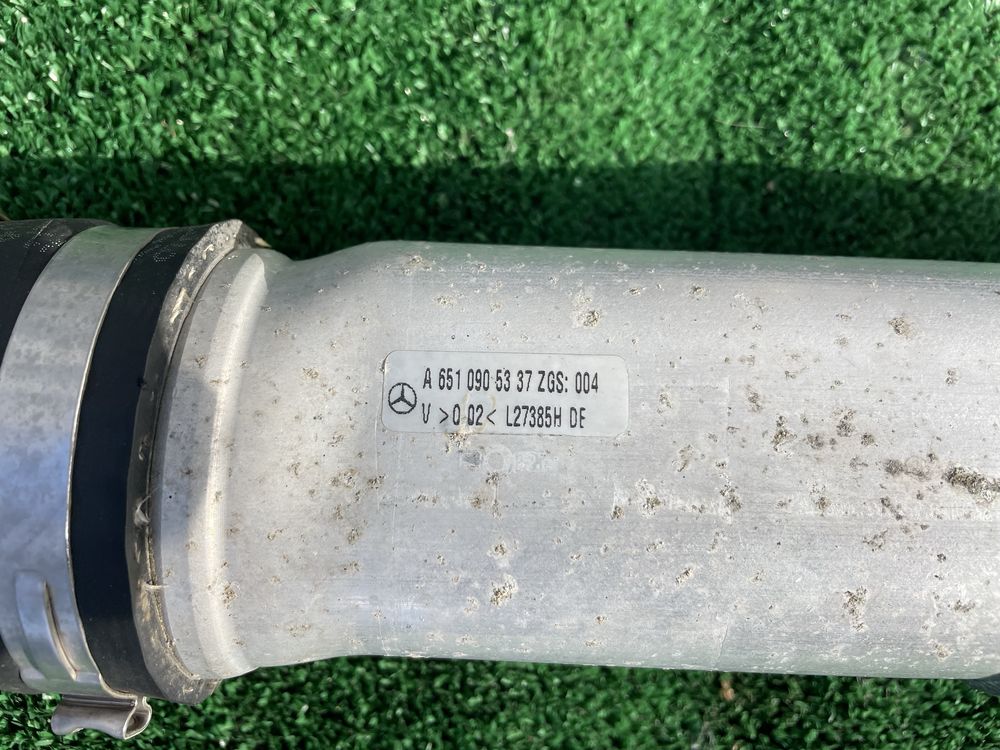 A 651 090 53 37 ZGS: 004
V >0 02< L27385H DE